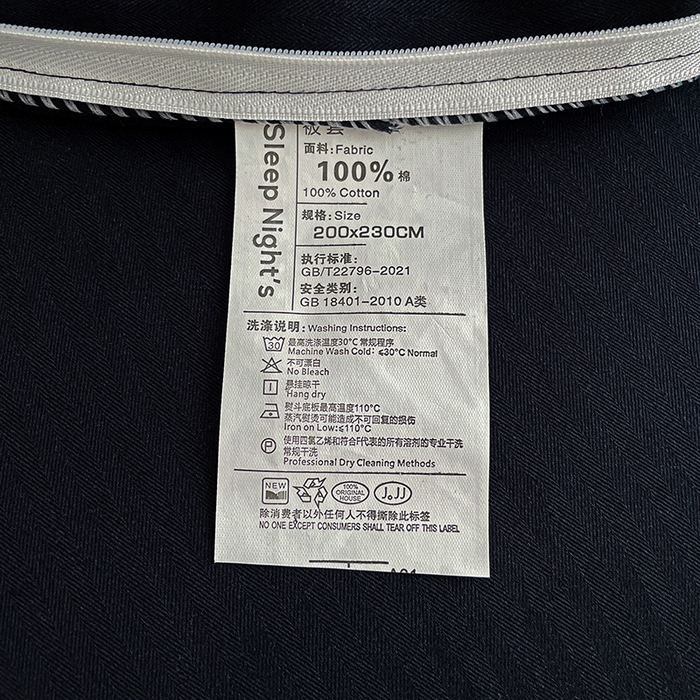 Sleep Night's
被套
面料:Fabric
100%棉
100% Cotton
规格:Size
200x230CM
执行标准:
GB/T22796-2021
安全类别:
GB 18401-2010 A类
洗涤说明:Washing Instructions:
30 最高洗涤温度30℃ 常规程序
Machine Wash Cold: ≤30℃ Normal
不可漂白
No Bleach
悬挂晾干
Hang dry
熨斗底板最高温度110℃
蒸汽熨烫可能造成不可回复的损伤
Iron on Low:≤110℃
P 使用四氯乙烯和符合F代表的所有溶剂的专业干洗
常规干洗
Professional Dry Cleaning Methods
NEW
100% ORIGINAL HOUSE
J.JJ
除消费者以外任何人不得撕除此标签
NO ONE EXCEPT CONSUMERS SHALL TEAR OFF THIS LABEL